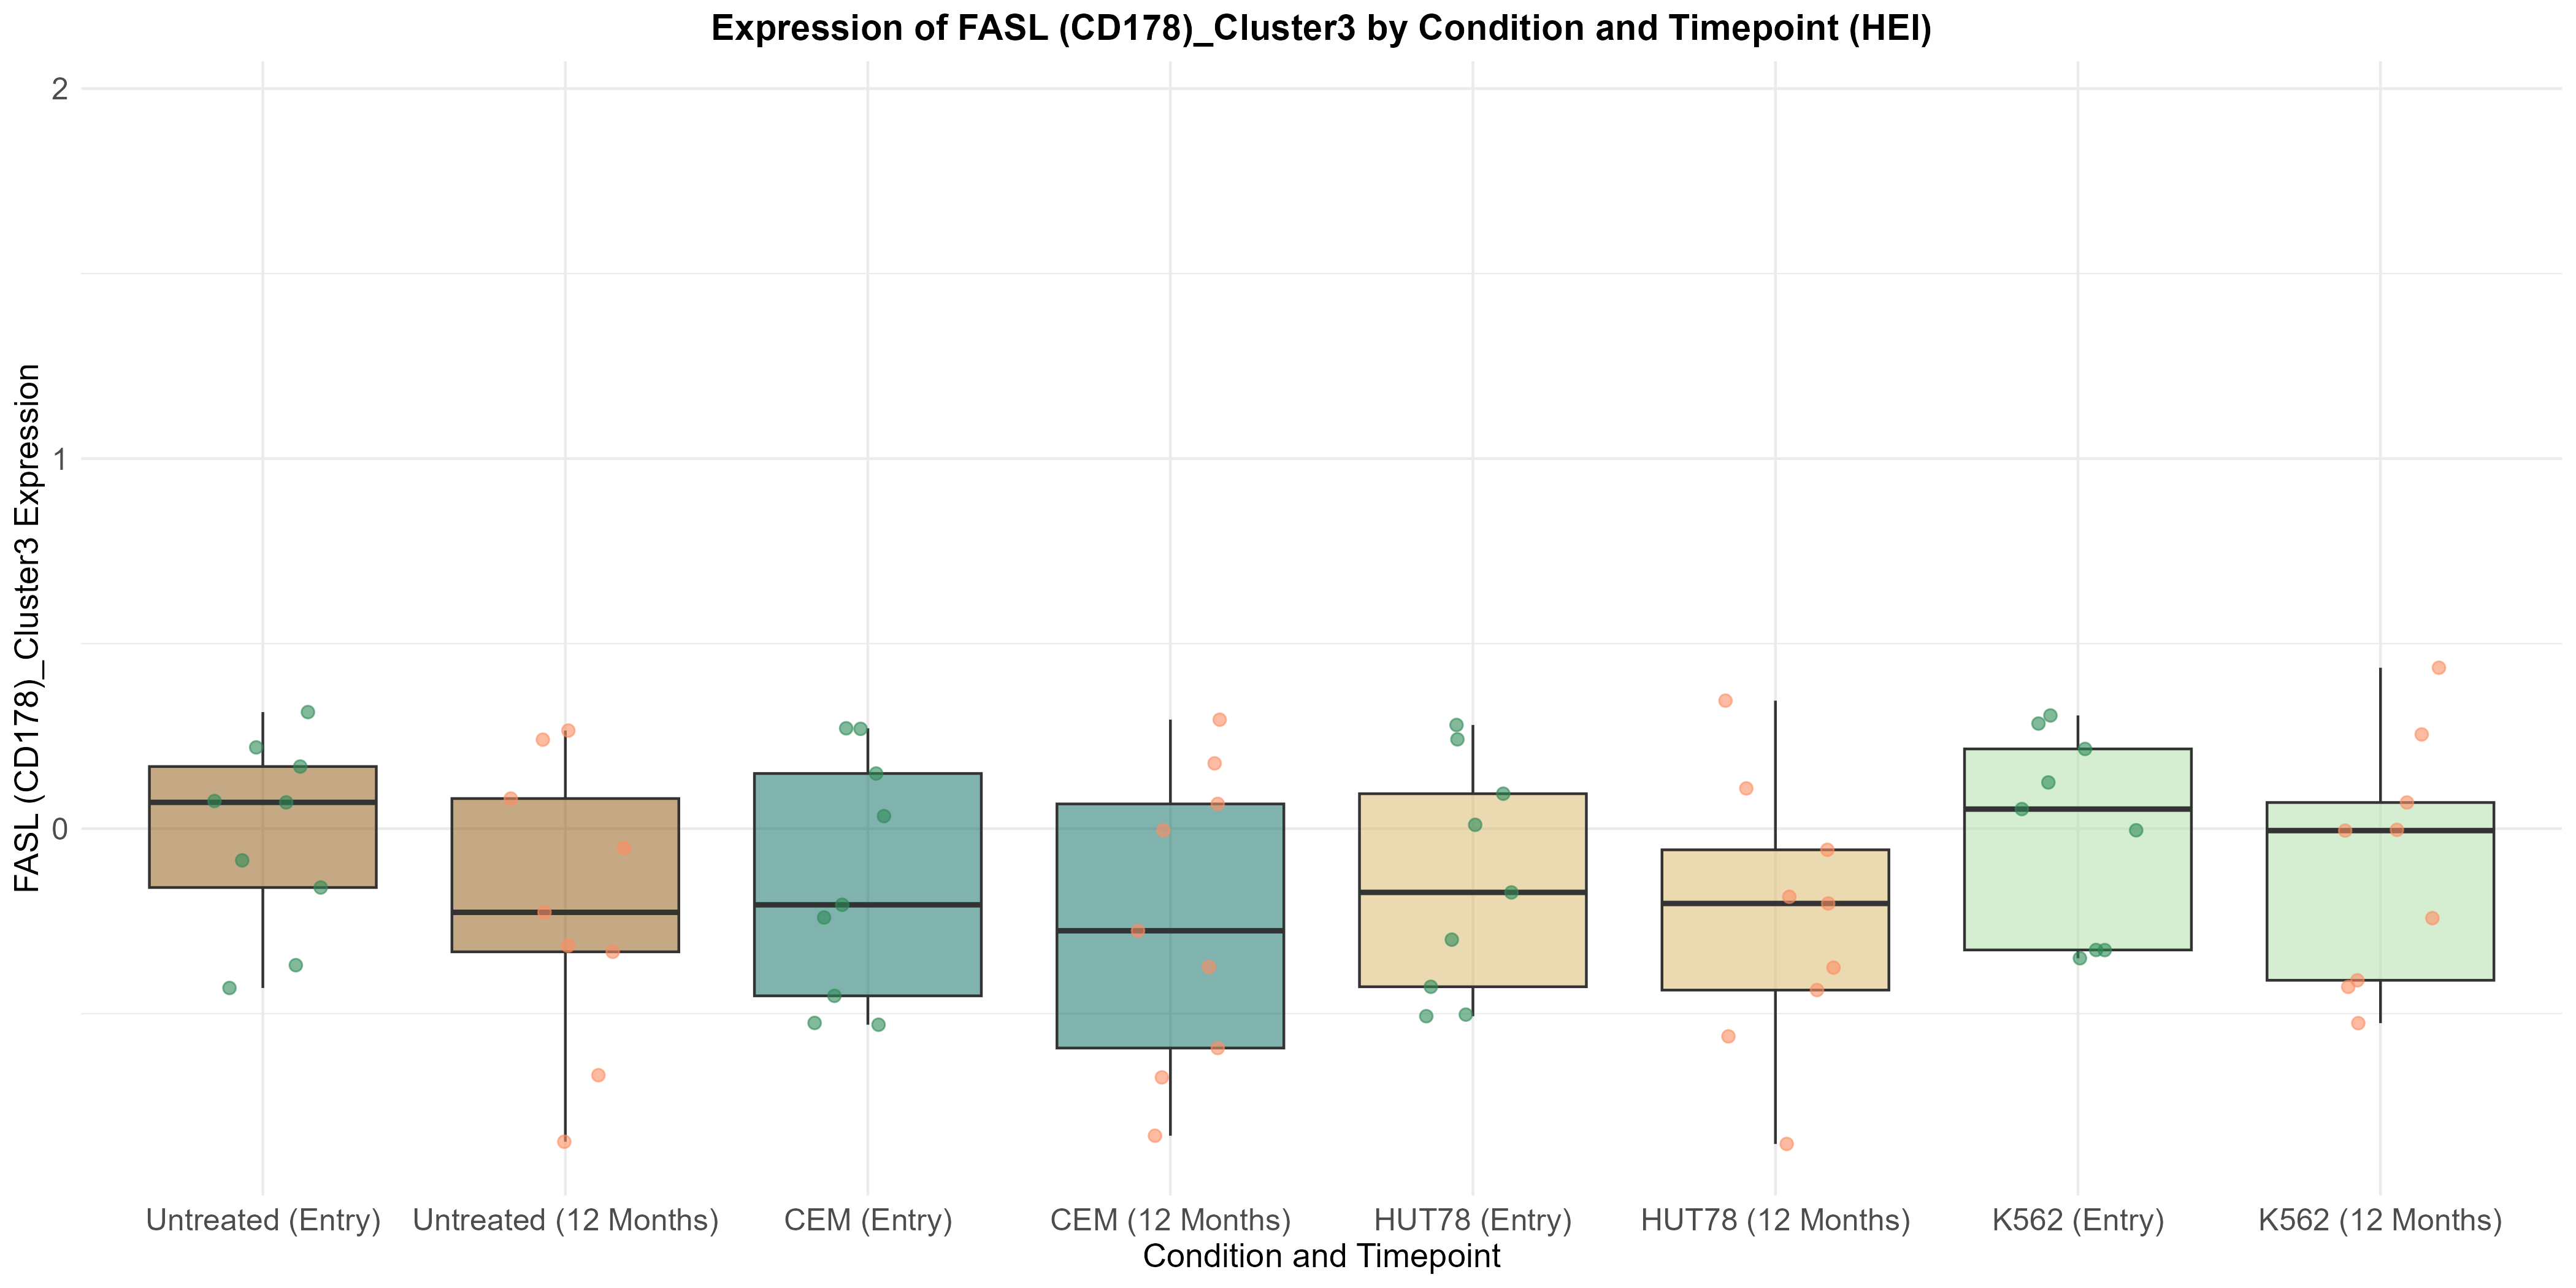 Expression of FASL (CD178)_Cluster3 by Condition and Timepoint (HEI)
FASL (CD178)_Cluster3 Expression
2
1
0
Untreated (Entry)
Untreated (12 Months)
CEM (Entry)
CEM (12 Months)
HUT78 (Entry)
HUT78 (12 Months)
K562 (Entry)
K562 (12 Months)
Condition and Timepoint